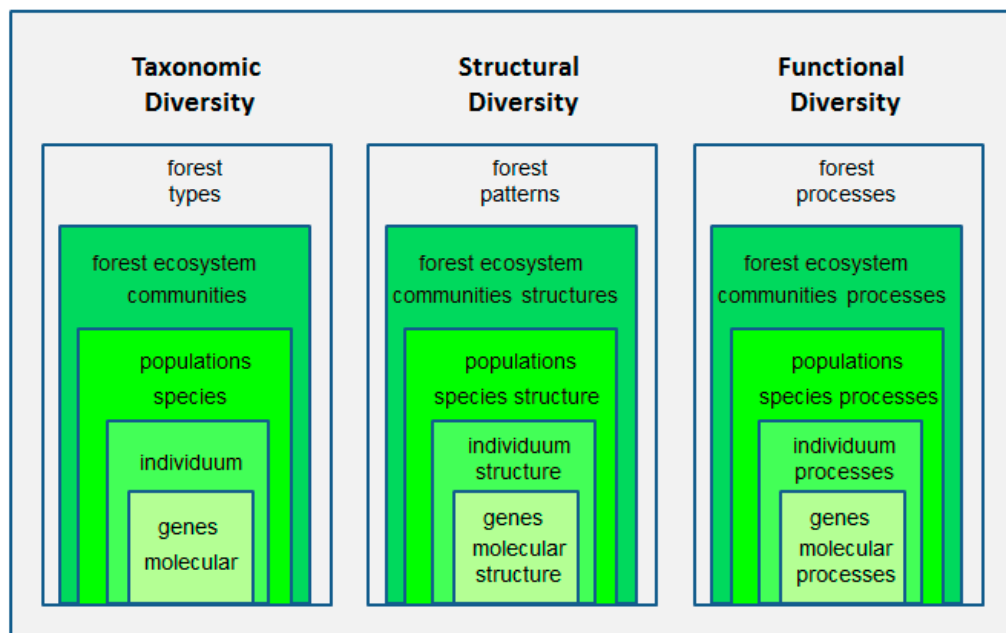 Taxonomic
Diversity
forest
types
forest ecosystem
communities
populations
species
individuum
genes
molecular
Structural
Diversity
forest
patterns
forest ecosystem
communities structures
populations
species structure
individuum
structure
genes
molecular
structure
Functional
Diversity
forest
processes
forest ecosystem
communities processes
populations
species processes
individuum
processes
genes
molecular
processes